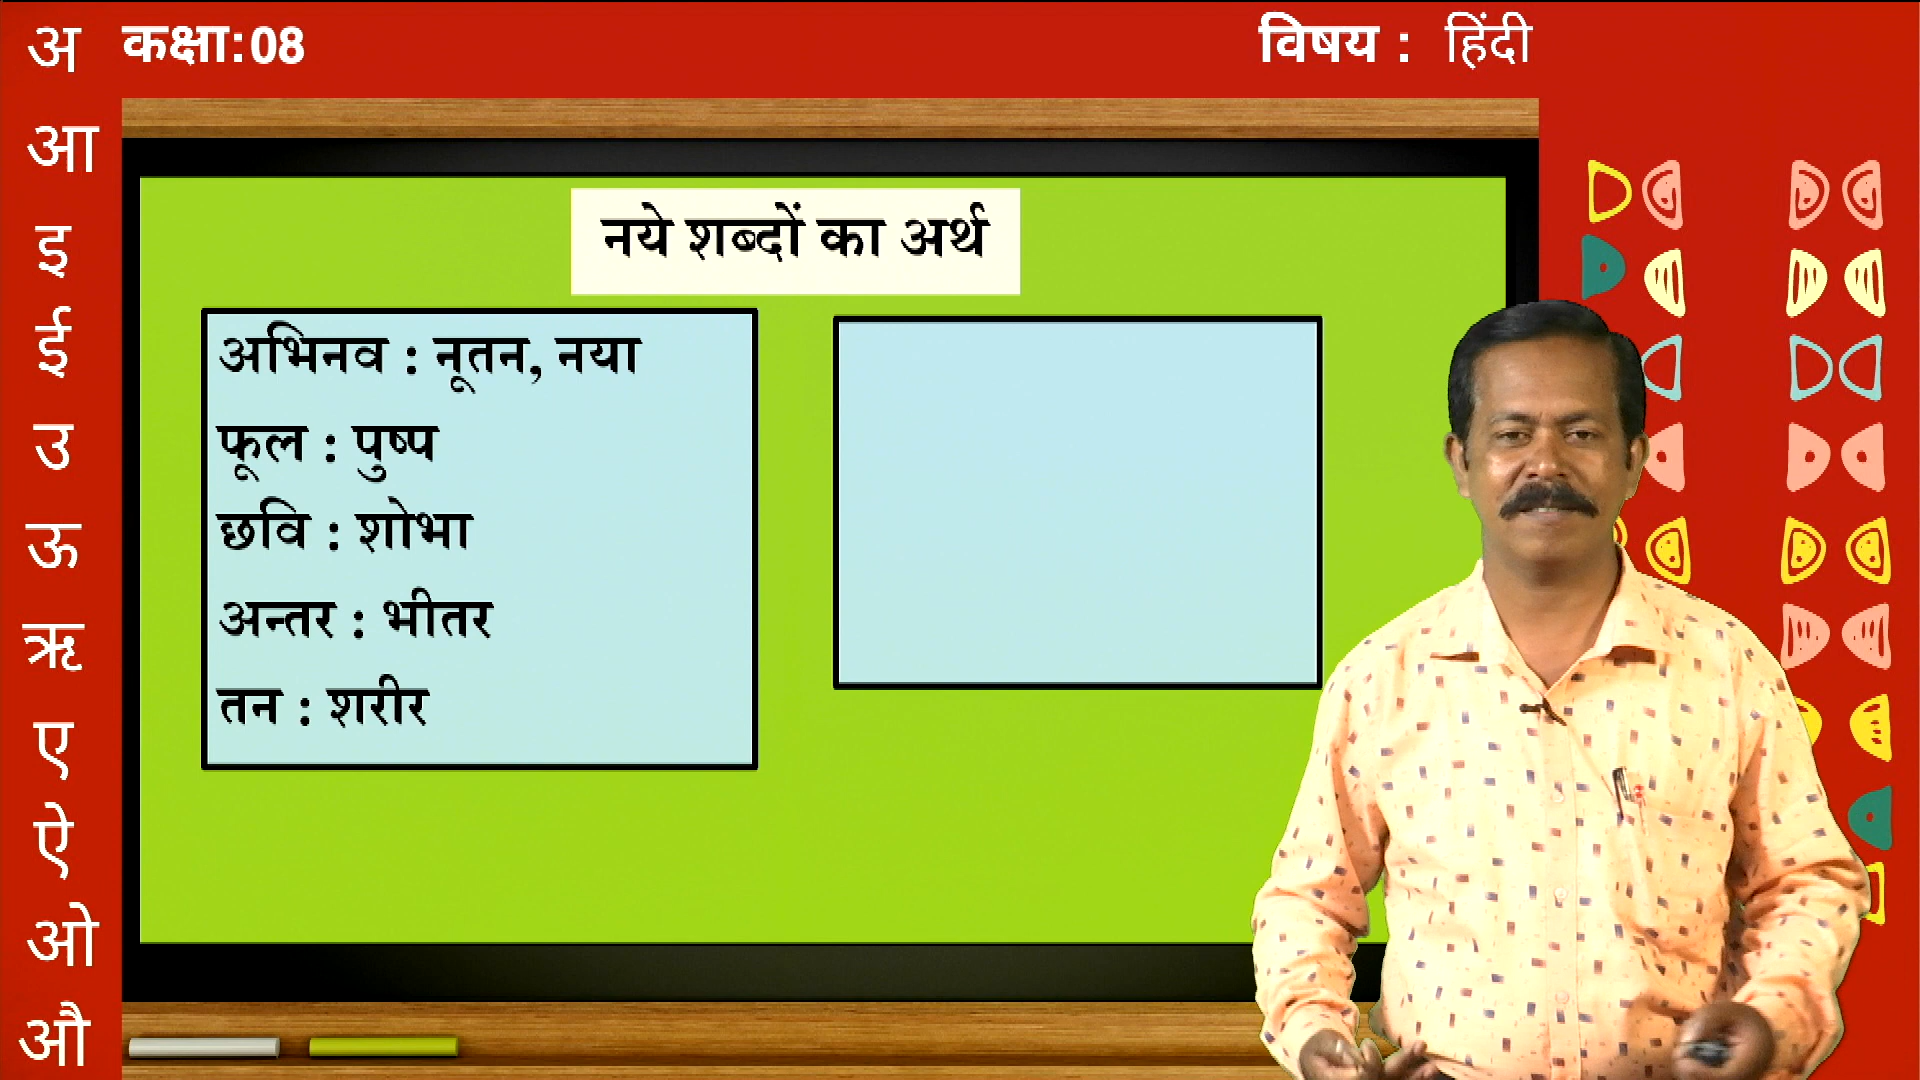 कक्षा:08
विषय : हिंदी
अ
आ
इ
ई
उ
ऊ
ऋ
ए
ऐ
ओ
औ
नये शब्दों का अर्थ
अभिनव : नूतन, नया
फूल : पुष्प
छवि : शोभा
अन्तर : भीतर
तन : शरीर